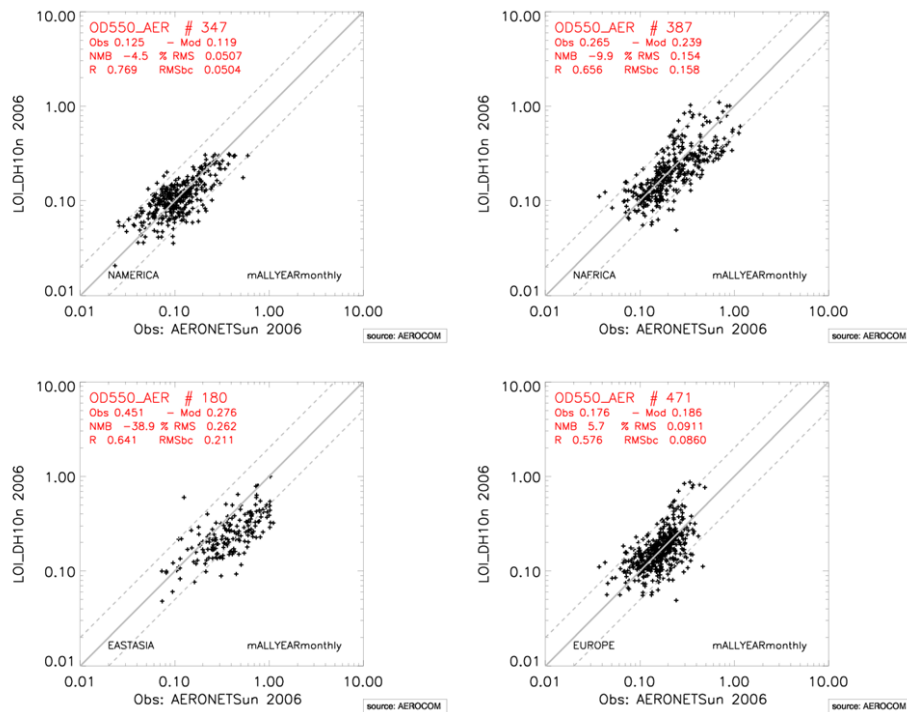 OD550_AER # 347
Obs 0.125 - Mod 0.119
NMB -4.5 % RMS 0.0507
R 0.769 RMSbc 0.0504
10.00
1.00
0.10
0.01
LOI_DH10n 2006
NAMERICA mALLYEARmonthly
0.01 0.10 1.00 10.00
Obs: AERONETSun 2006
source: AEROCOM
OD550_AER # 387
Obs 0.265 - Mod 0.239
NMB -9.9 % RMS 0.154
R 0.656 RMSbc 0.158
10.00
1.00
0.10
0.01
LOI_DH10n 2006
NAFRICA mALLYEARmonthly
0.01 0.10 1.00 10.00
Obs: AERONETSun 2006
source: AEROCOM
OD550_AER # 180
Obs 0.451 - Mod 0.276
NMB -38.9 % RMS 0.262
R 0.641 RMSbc 0.211
10.00
1.00
0.10
0.01
LOI_DH10n 2006
EASTASIA mALLYEARmonthly
0.01 0.10 1.00 10.00
Obs: AERONETSun 2006
source: AEROCOM
OD550_AER # 471
Obs 0.176 - Mod 0.186
NMB 5.7 % RMS 0.0911
R 0.576 RMSbc 0.0860
10.00
1.00
0.10
0.01
LOI_DH10n 2006
EUROPE mALLYEARmonthly
0.01 0.10 1.00 10.00
Obs: AERONETSun 2006
source: AEROCOM